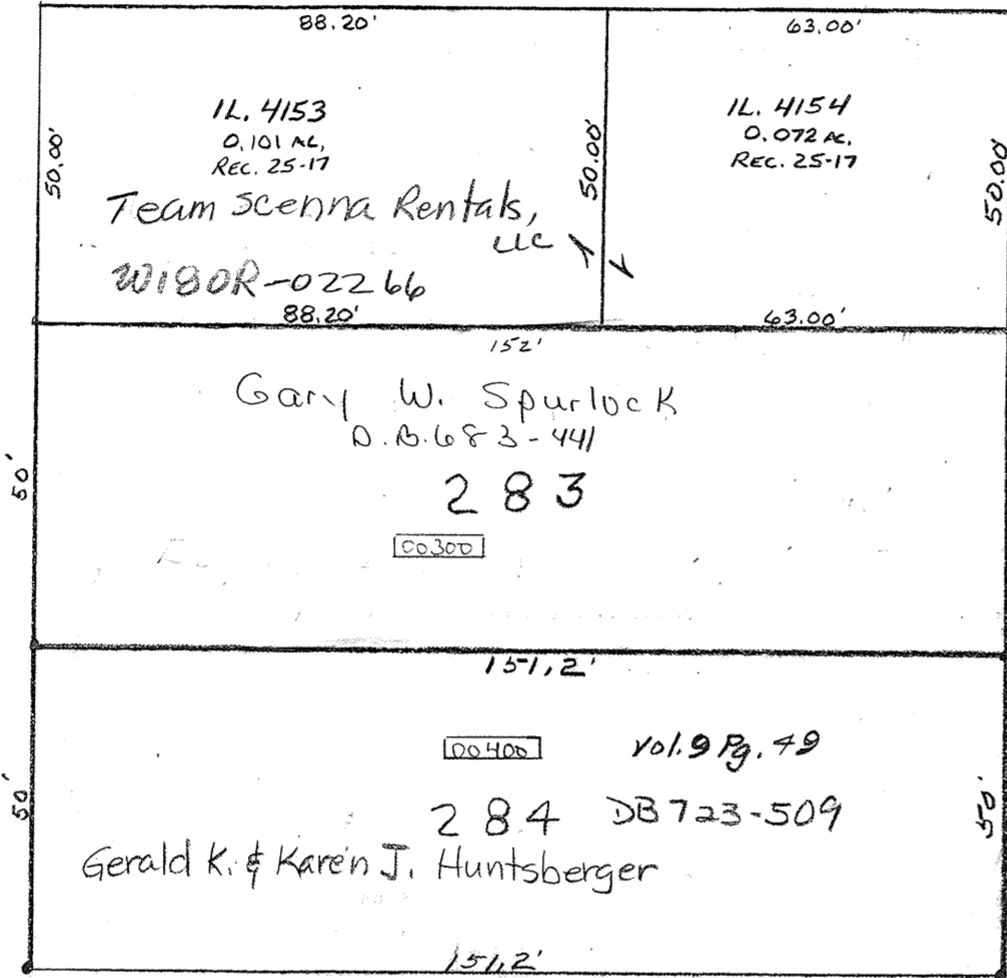 88.20'
63.00'
IL. 4153
0.101 AC,
REC. 25-17
IL. 4154
0.072 AC,
REC. 25-17
50.00'
50.00'
50.00'
Team Scenna Rentals,
LLC
-02266
88.20'
63.00'
152'
Gary W. Spurlock
D.B. 683-441
283
00300
50'
151.2'
00400
Vol. 9 Pg. 49
284
DB 723-509
50'
50'
Gerald K. & Karen J. Huntsberger
151.2'